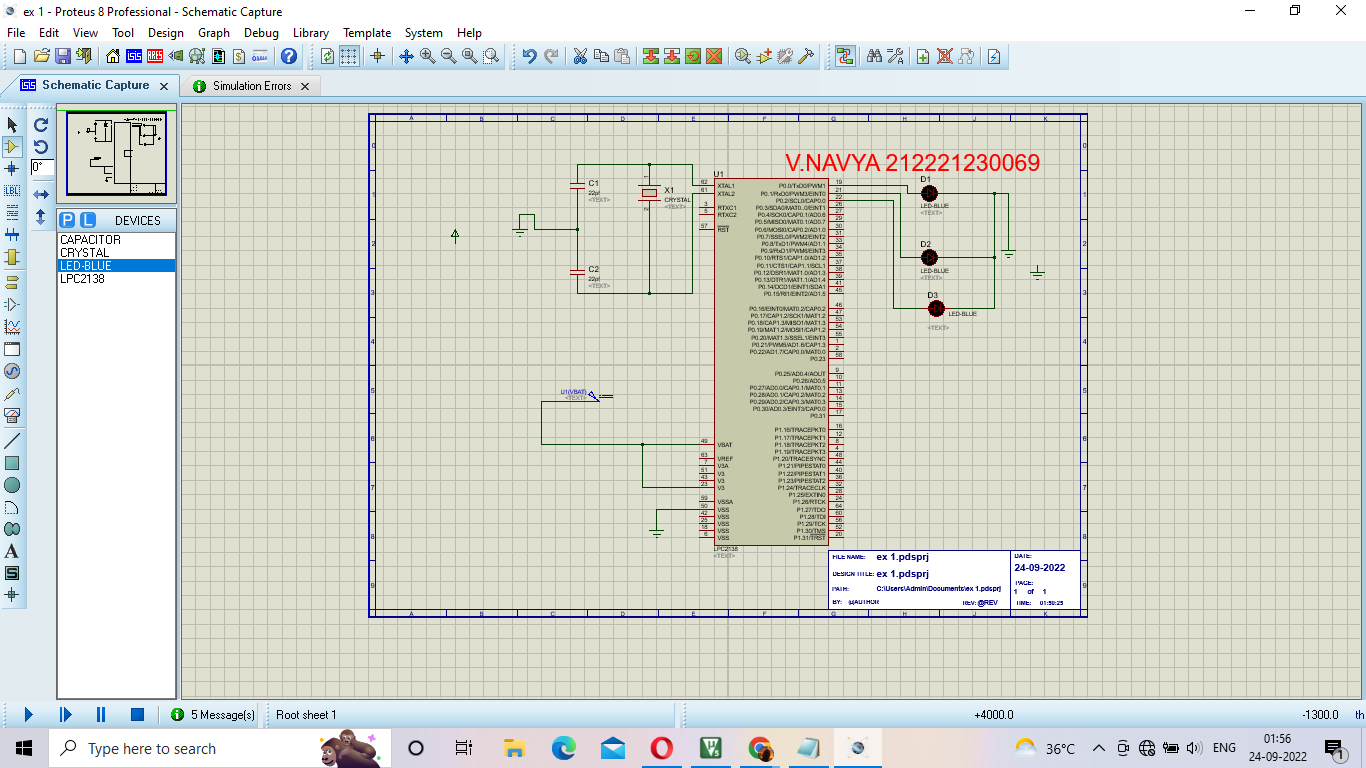 ex 1 - Proteus 8 Professional - Schematic Capture
File Edit View Tool Design Graph Debug Library Template System Help
Schematic Capture
Simulation Errors
0°
P L DEVICES
CAPACITOR
CRYSTAL
LED-BLUE
LPC2138
LBL
A
S
A B C D E F G H J K
0 1 2 3 4 5 6 7 8 9
V.NAVYA 212221230069
C1
22pf
<TEXT>
X1
CRYSTAL
<TEXT>
C2
22pf
<TEXT>
U1(VBAT)
<TEXT>
U1
62 XTAL1
61 XTAL2
3 RTXC1
5 RTXC2
57 RST
49 VBAT
63 VREF
7 V3A
51 V3
43 V3
23 V3
59 VSSA
50 VSS
42 VSS
25 VSS
18 VSS
6 VSS
P0.0/TxD0/PWM1 19
P0.1/RxD0/PWM3/EINT0 21
P0.2/SCL0/CAP0.0 22
P0.3/SDA0/MAT0.0/EINT1 26
P0.4/SCK0/CAP0.1/AD0.6 27
P0.5/MISO0/MAT0.1/AD0.7 29
P0.6/MOSI0/CAP0.2/AD1.0 30
P0.7/SSEL0/PWM2/EINT2 31
P0.8/TxD1/PWM4/AD1.1 33
P0.9/RxD1/PWM6/EINT3 34
P0.10/RTS1/CAP1.0/AD1.2 35
P0.11/CTS1/CAP1.1/SCL1 37
P0.12/DSR1/MAT1.0/AD1.3 38
P0.13/DTR1/MAT1.1/AD1.4 39
P0.14/DCD1/EINT1/SDA1 41
P0.15/RI1/EINT2/AD1.5 45
P0.16/EINT0/MAT0.2/CAP0.2 46
P0.17/CAP1.2/SCK1/MAT1.2 47
P0.18/CAP1.3/MISO1/MAT1.3 53
P0.19/MAT1.2/MOSI1/CAP1.2 54
P0.20/MAT1.3/SSEL1/EINT3 55
P0.21/PWM5/AD1.6/CAP1.3 1
P0.22/AD1.7/CAP0.0/MAT0.0 2
P0.23 58
P0.25/AD0.4/AOUT 9
P0.26/AD0.5 10
P0.27/AD0.0/CAP0.1/MAT0.1 11
P0.28/AD0.1/CAP0.2/MAT0.2 13
P0.29/AD0.2/CAP0.3/MAT0.3 14
P0.30/AD0.3/EINT3/CAP0.0 15
P0.31 17
P1.16/TRACEPKT0 16
P1.17/TRACEPKT1 12
P1.18/TRACEPKT2 8
P1.19/TRACEPKT3 4
P1.20/TRACESYNC 48
P1.21/PIPESTAT0 44
P1.22/PIPESTAT1 40
P1.23/PIPESTAT2 36
P1.24/TRACECLK 32
P1.25/EXTIN0 28
P1.26/RTCK 24
P1.27/TDO 64
P1.28/TDI 60
P1.29/TCK 56
P1.30/TMS 52
P1.31/TRST 20
LPC2138
<TEXT>
D1
LED-BLUE
<TEXT>
D2
LED-BLUE
<TEXT>
D3
LED-BLUE
<TEXT>
FILE NAME: ex 1.pdsprj
DESIGN TITLE: ex 1.pdsprj
PATH: C:\Users\Admin\Documents\ex 1.pdsprj
BY: @AUTHOR REV: @REV
DATE:
24-09-2022
PAGE:
1 of 1
TIME: 01:50:25
A B C D E F G H J K
5 Message(s)
Root sheet 1
+4000.0
-1300.0
th
Type here to search
36°C
ENG
01:56
24-09-2022
1